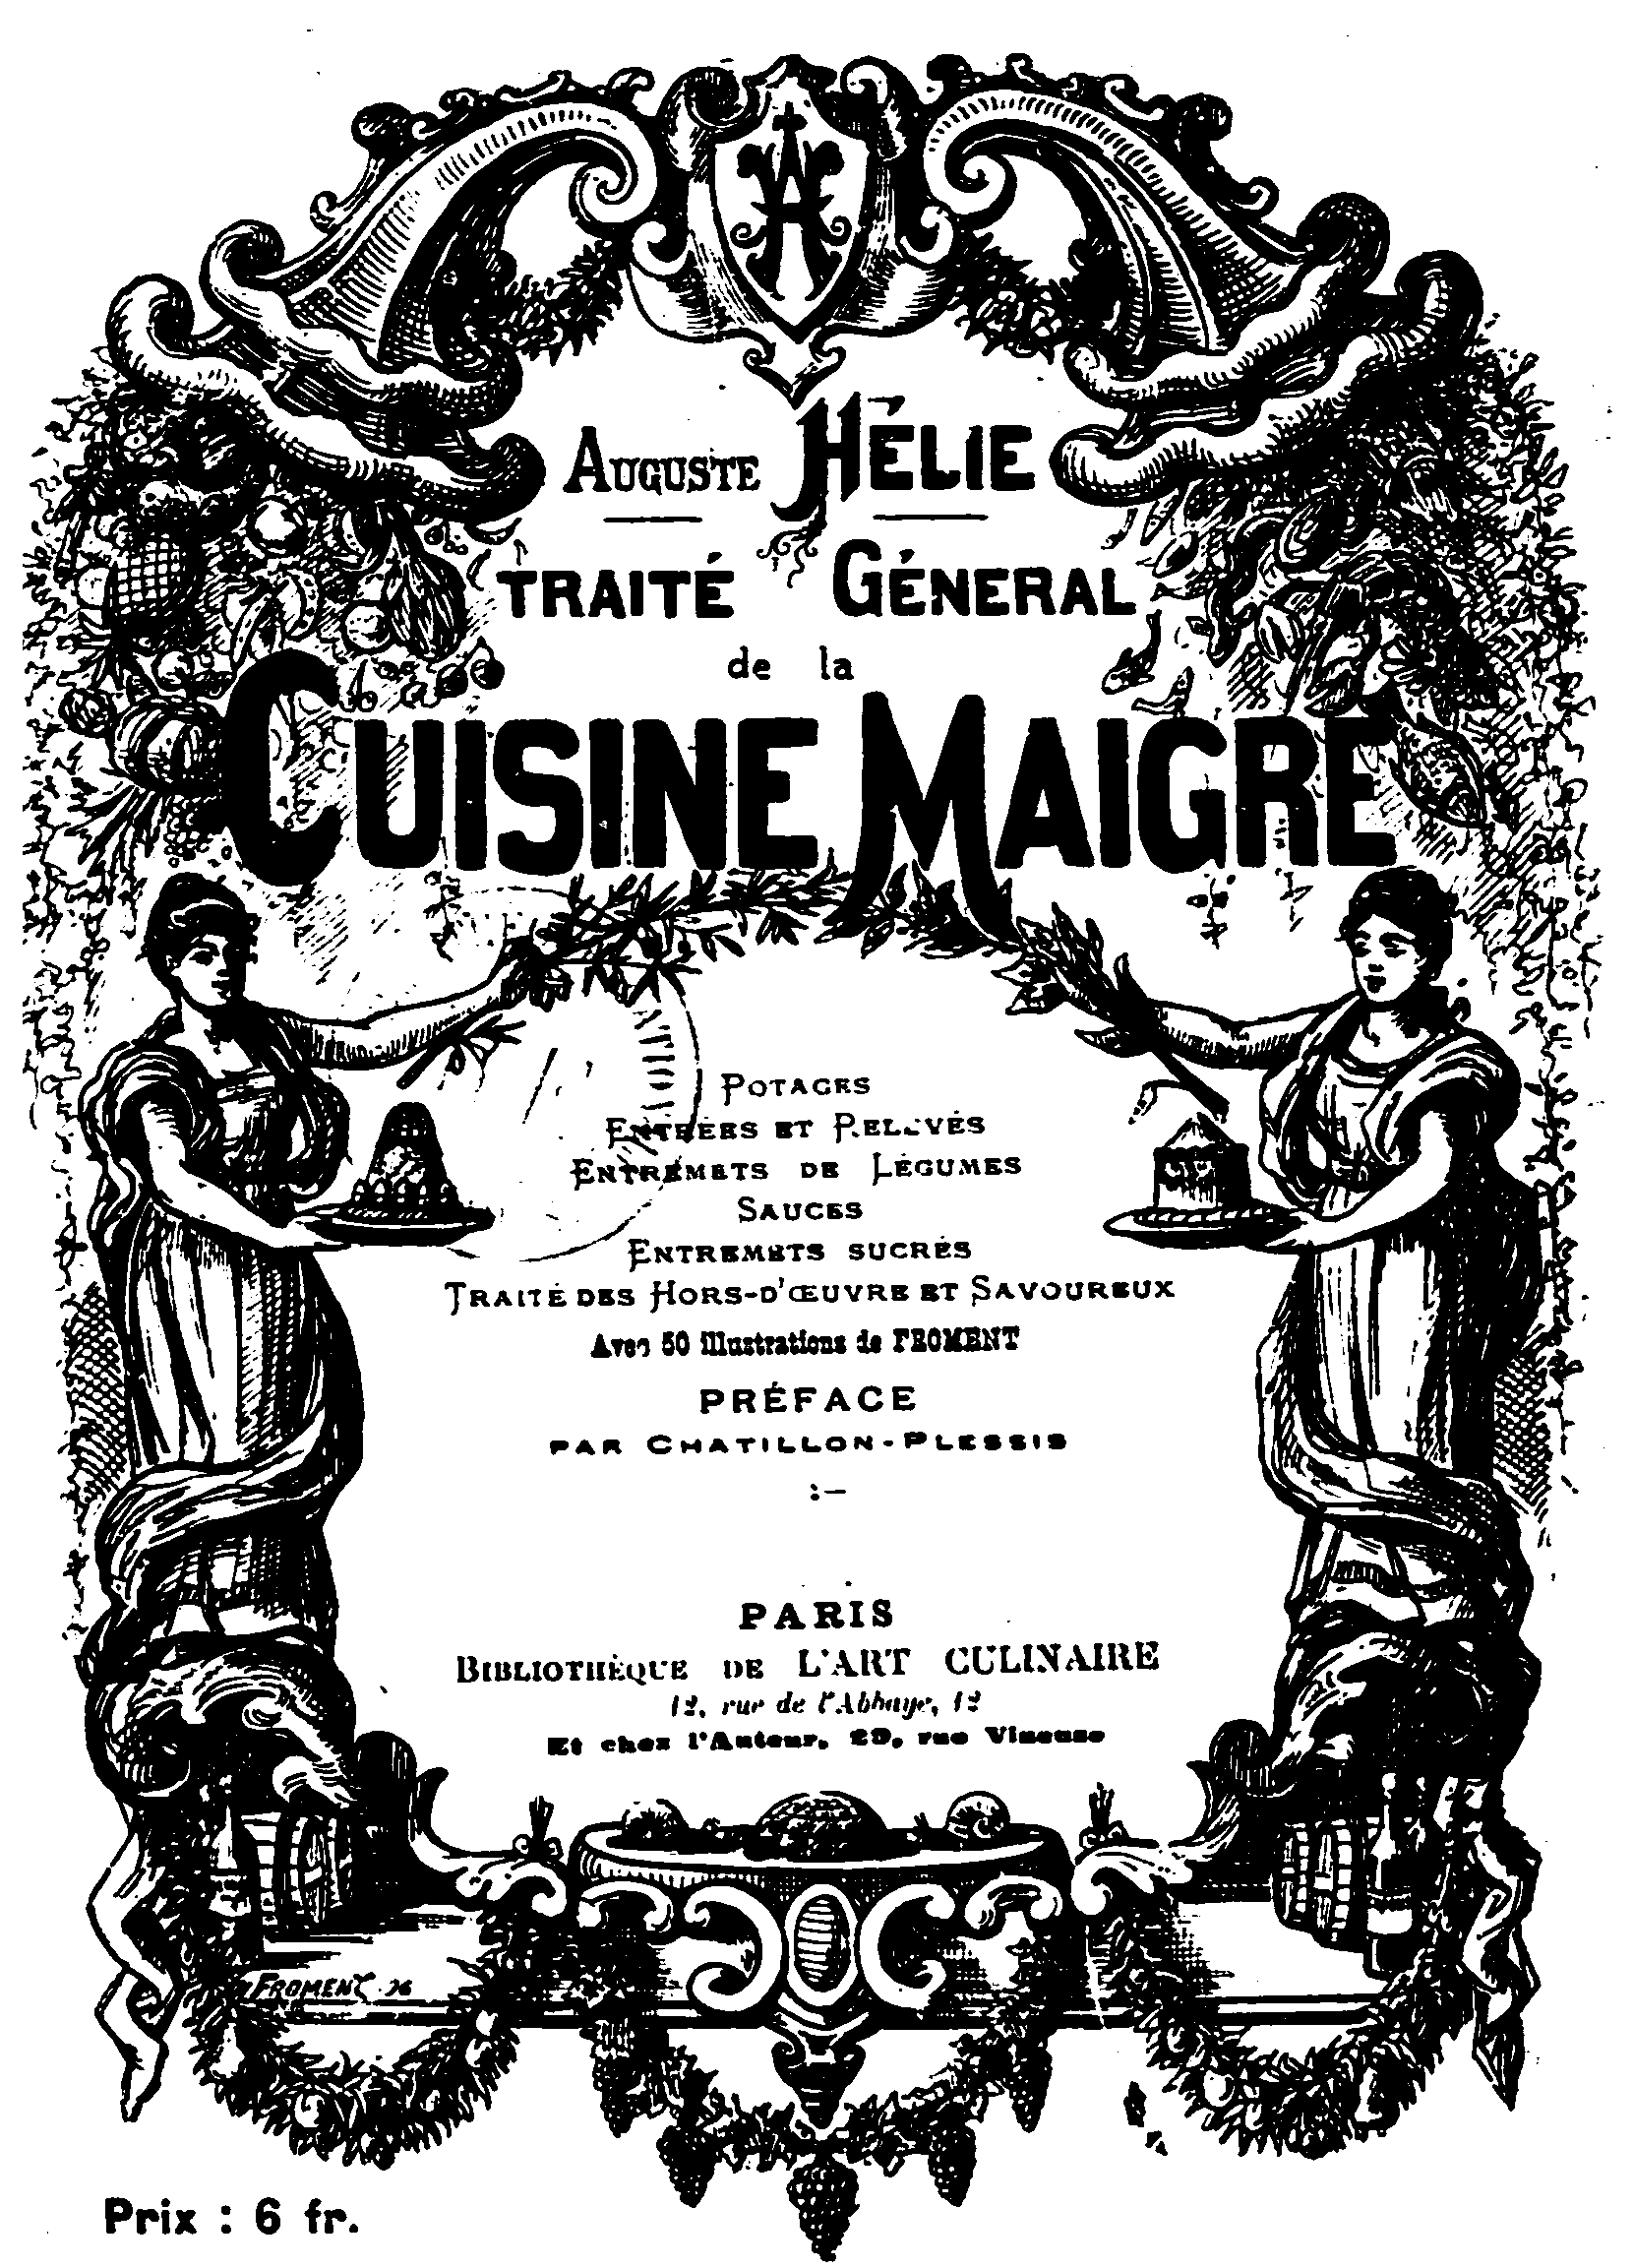 A
AUGUSTE HÉLIE
TRAITÉ GÉNERAL
de la
CUISINE MAIGRE
POTAGES
ENTRÉES ET RELEVÉS
ENTREMETS DE LÉGUMES
SAUCES
ENTREMETS SUCRÉS
TRAITÉ DES HORS-D'ŒUVRE ET SAVOUREUX
Avec 50 illustrations de FROMENT
PRÉFACE
PAR CHATILLON-PLESSIS
PARIS
BIBLIOTHÈQUE DE L'ART CULINAIRE
12, rue de l'Abbaye, 12
Et chez l'Auteur, 29, rue Vineuse
FROMENT 96
Prix : 6 fr.